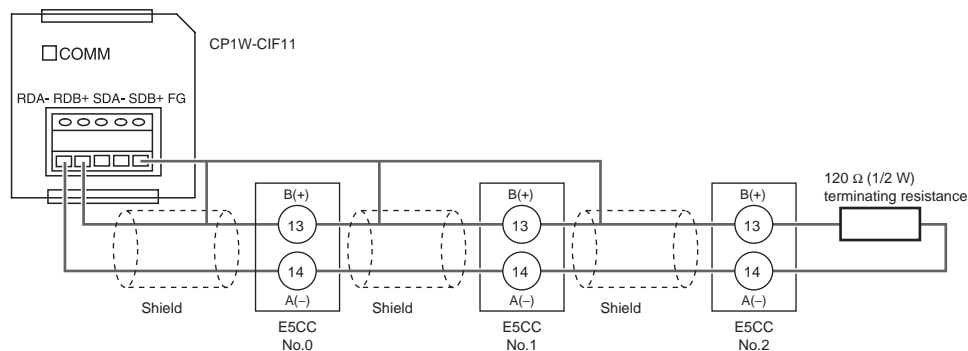 CP1W-CIF11
COMM
RDA- RDB+ SDA- SDB+ FG
120 Ω (1/2 W)
terminating resistance
B(+)
B(+)
B(+)
13
13
13
14
14
14
Shield
A(−)
Shield
A(−)
Shield
A(−)
E5CC
No.0
E5CC
No.1
E5CC
No.2